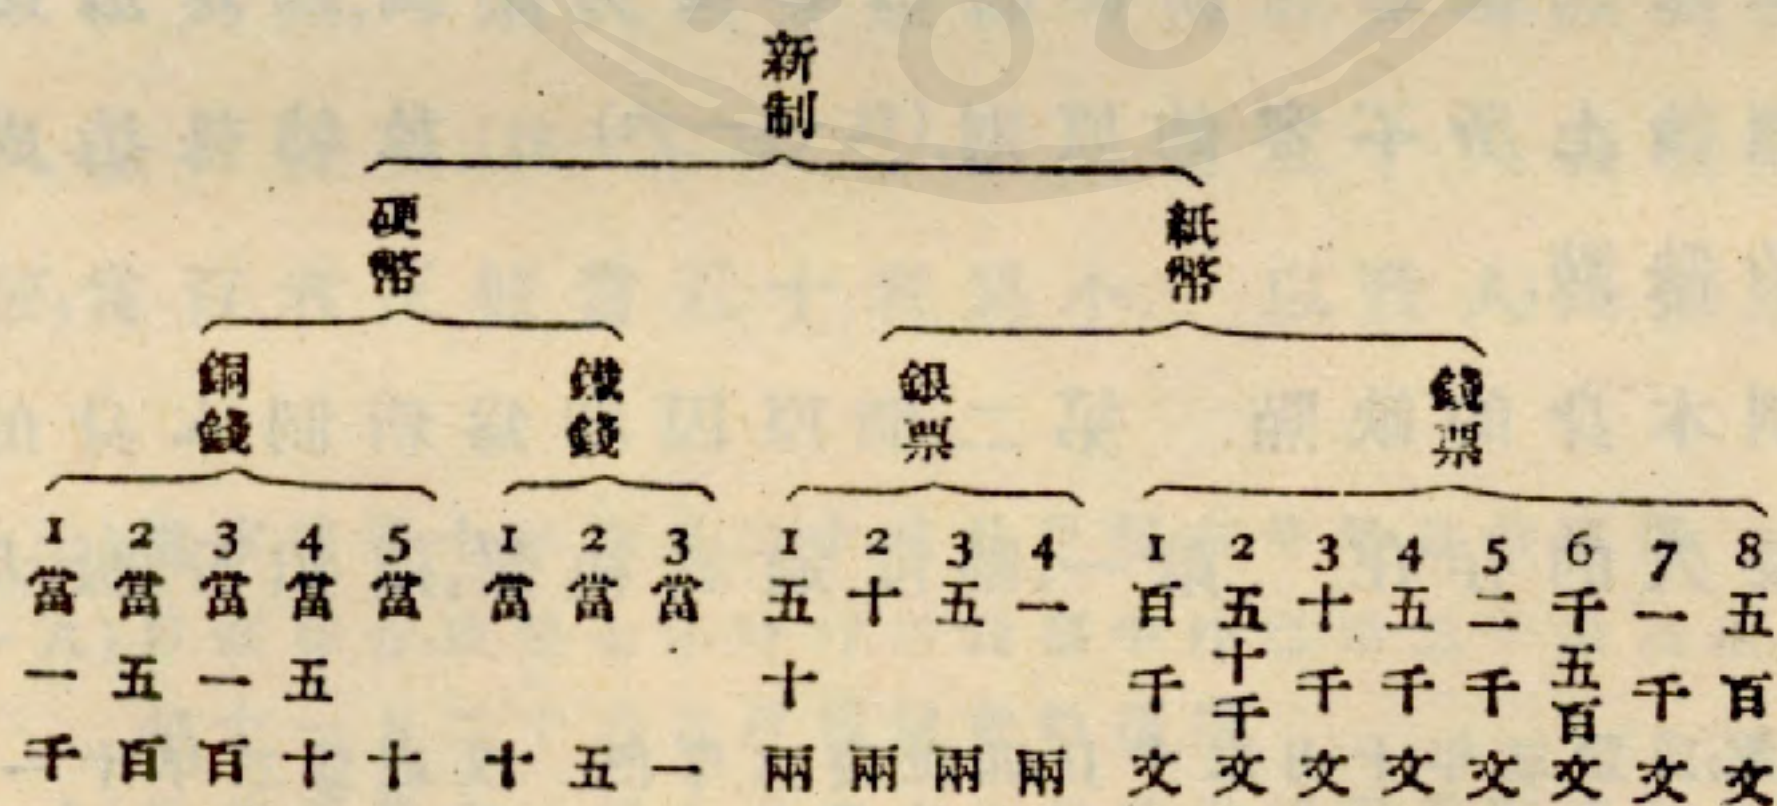 新制
硬幣
紙幣
銅錢
鐵錢
銀票
錢票
1 當一千
2 當五百
3 當一百
4 當五十
5 當十
1 當十
2 當五
3 當一
1 五十兩
2 十兩
3 五兩
4 一兩
1 百千文
2 五十千文
3 十千文
4 五千文
5 二千文
6 千五百文
7 一千文
8 五百文